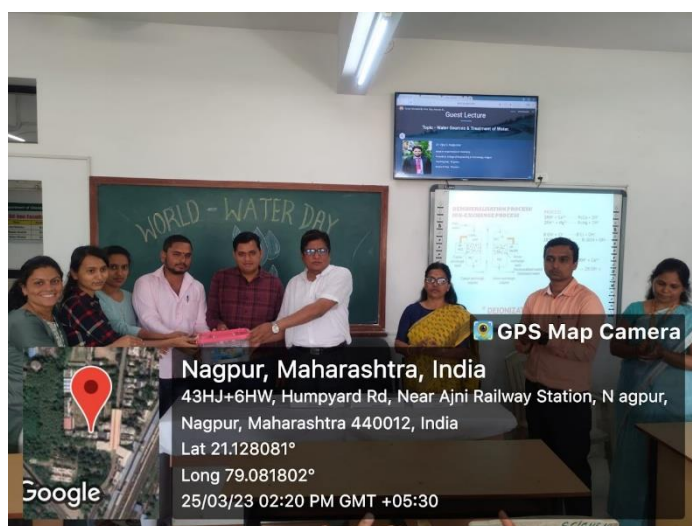 Guest Lecture
Topic - Water Sources & Treatment of Water
WORLD - WATER DAY
GPS Map Camera
Nagpur, Maharashtra, India
43HJ+6HW, Humpyard Rd, Near Ajni Railway Station, N agpur,
Nagpur, Maharashtra 440012, India
Lat 21.128081°
Long 79.081802°
25/03/23 02:20 PM GMT +05:30
Google